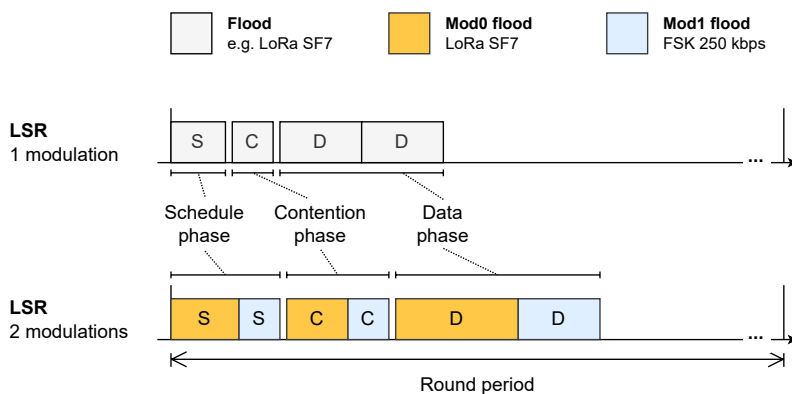 Flood
e.g. LoRa SF7
Mod0 flood
LoRa SF7
Mod1 flood
FSK 250 kbps
LSR
1 modulation
S C D D ...
Schedule phase
Contention phase
Data phase
LSR
2 modulations
S S C C D D ...
Round period